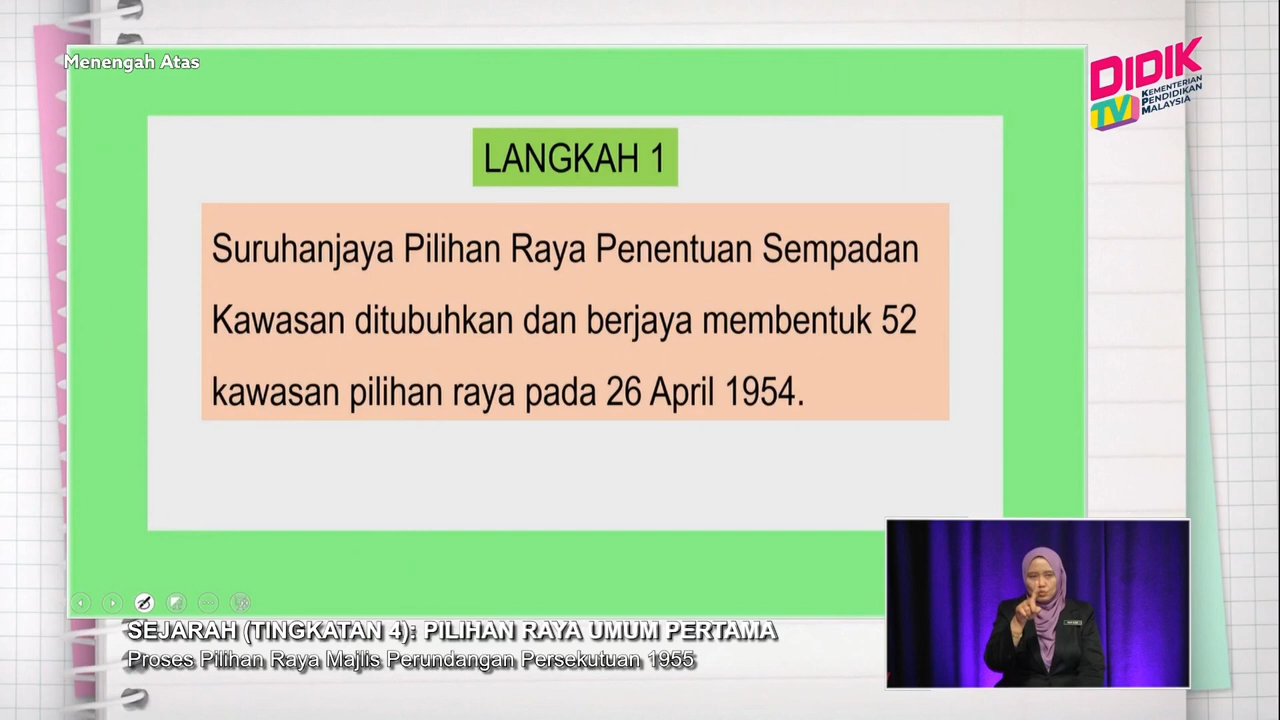 Menengah Atas
DIDIK
TV
KEMENTERIAN
PENDIDIKAN
MALAYSIA
LANGKAH 1
Suruhanjaya Pilihan Raya Penentuan Sempadan
Kawasan ditubuhkan dan berjaya membentuk 52
kawasan pilihan raya pada 26 April 1954.
SEJARAH (TINGKATAN 4): PILIHAN RAYA UMUM PERTAMA
Proses Pilihan Raya Majlis Perundangan Persekutuan 1955